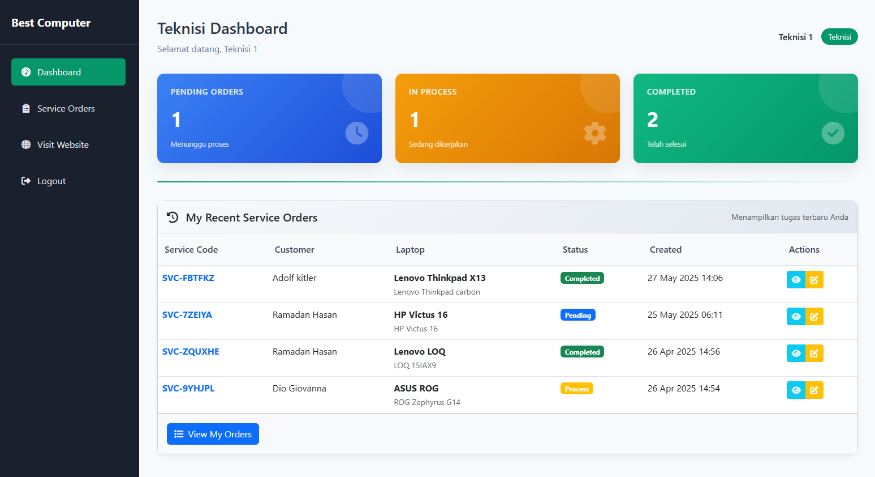 Best Computer
Dashboard
Service Orders
Visit Website
Logout
Teknisi Dashboard
Selamat datang, Teknisi 1
Teknisi 1 Teknisi
PENDING ORDERS
1
Menunggu proses
IN PROCESS
1
Sedang dikerjakan
COMPLETED
2
Telah selesai
My Recent Service Orders
Menampilkan tugas terbaru Anda
Service Code Customer Laptop Status Created Actions
SVC-FBTFKZ Adolf kitler Lenovo Thinkpad X13 Completed 27 May 2025 14:06
Lenovo Thinkpad carbon
SVC-7ZEIYA Ramadan Hasan HP Victus 16 Pending 25 May 2025 06:11
HP Victus 16
SVC-ZQUXHE Ramadan Hasan Lenovo LOQ Completed 26 Apr 2025 14:56
LOQ 15IAX9
SVC-9YHJPL Dio Giovanna ASUS ROG Process 26 Apr 2025 14:54
ROG Zephyrus G14
View My Orders